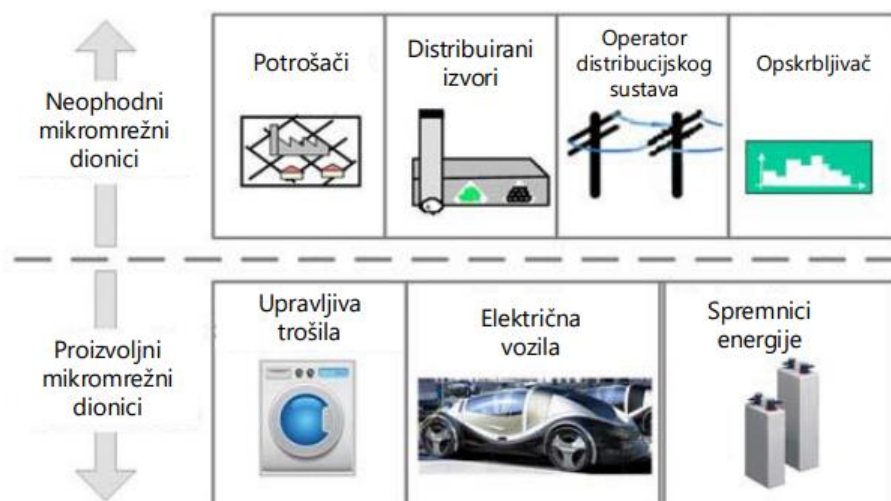 Neophodni
mikromrežni
dionici
Potrošači
Distribuirani
izvori
Operator
distribucijskog
sustava
Opskrbljivač
Proizvoljni
mikromrežni
dionici
Upravljiva
trošila
Električna
vozila
Spremnici
energije